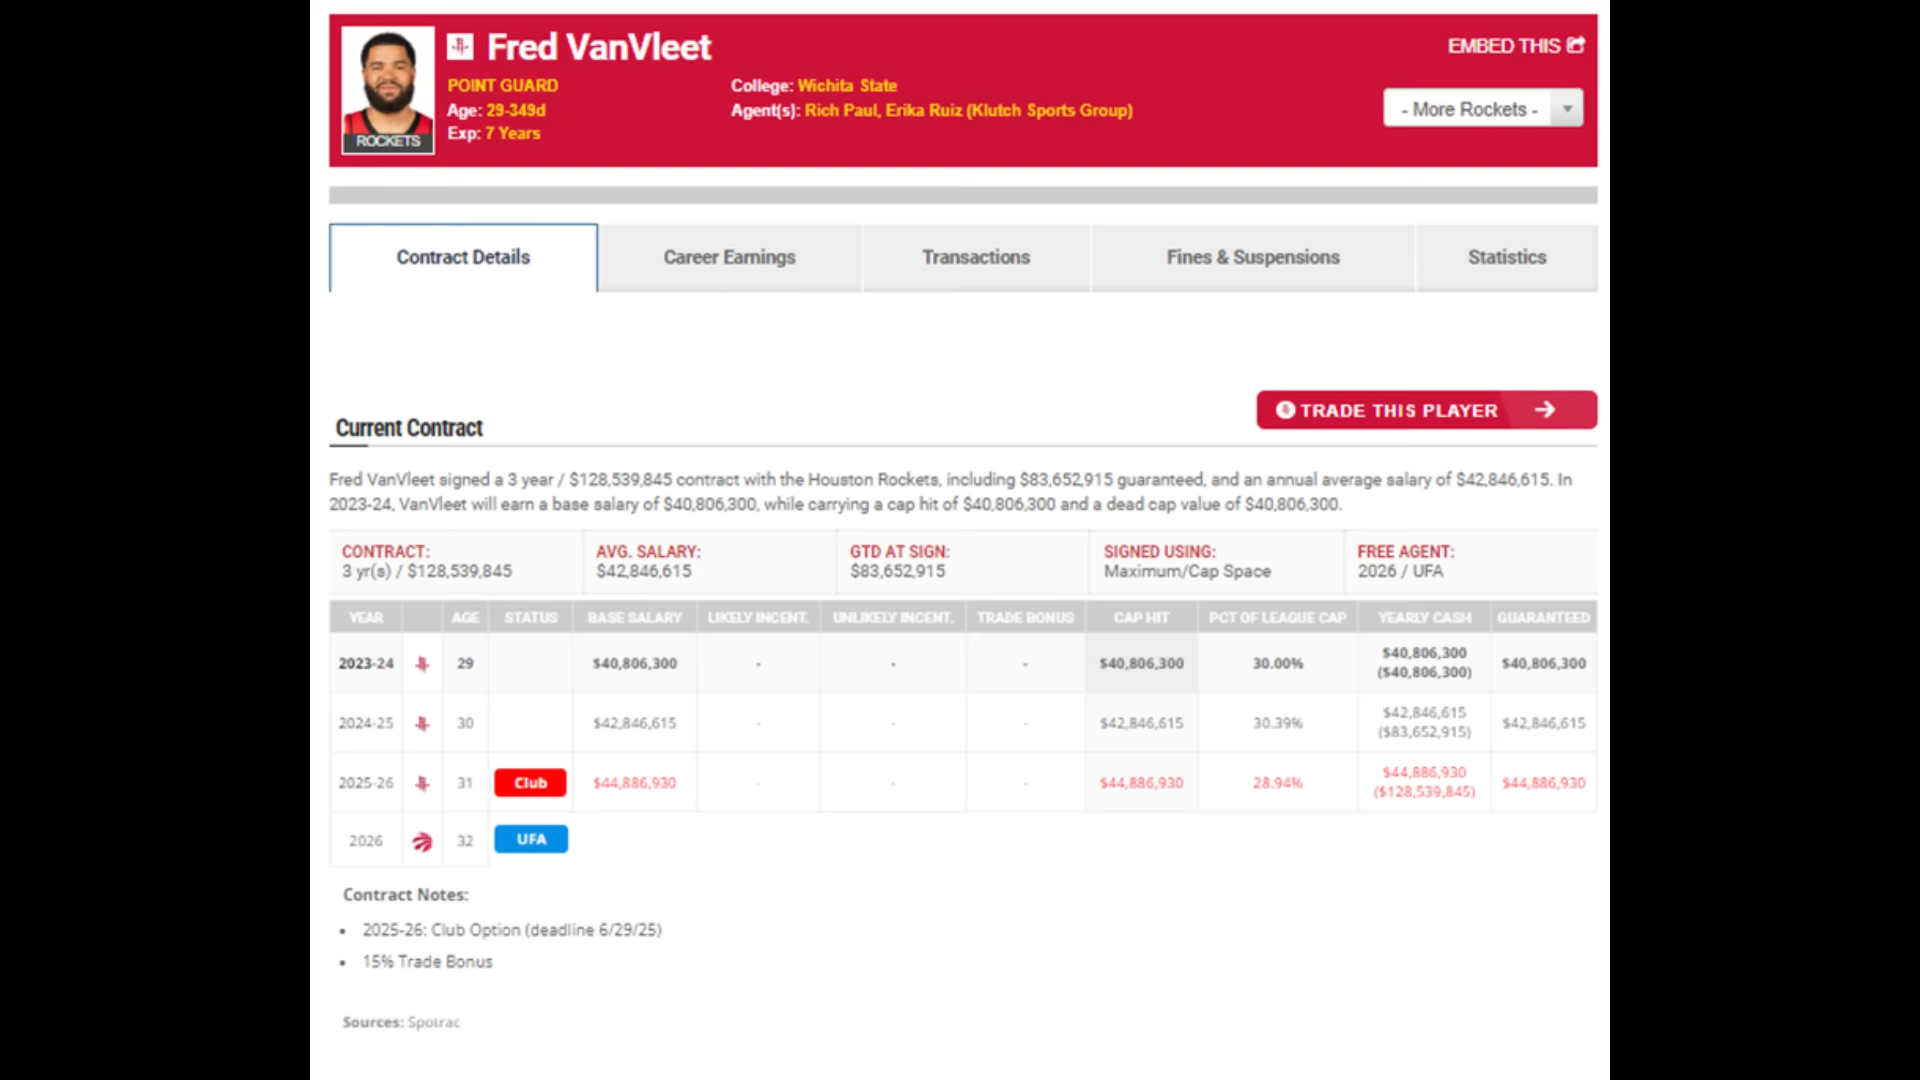 Fred VanVleet
EMBED THIS
POINT GUARD
College: Wichita State
Age: 29-349d
Agent(s): Rich Paul, Erika Ruiz (Klutch Sports Group)
- More Rockets -
Exp: 7 Years
ROCKETS
Contract Details
Career Earnings
Transactions
Fines & Suspensions
Statistics
TRADE THIS PLAYER
Current Contract
Fred VanVleet signed a 3 year / $128,539,845 contract with the Houston Rockets, including $83,652,915 guaranteed, and an annual average salary of $42,846,615. In
2023-24, VanVleet will earn a base salary of $40,806,300, while carrying a cap hit of $40,806,300 and a dead cap value of $40,806,300.
CONTRACT: AVG. SALARY: GTD AT SIGN: SIGNED USING: FREE AGENT:
3 yr(s) / $128,539,845 $42,846,615 $83,652,915 Maximum/Cap Space 2026 / UFA
YEAR AGE STATUS BASE SALARY LIKELY INCENT. UNLIKELY INCENT. TRADE BONUS CAP HIT PCT OF LEAGUE CAP YEARLY CASH GUARANTEED
2023-24 29 $40,806,300 - - - $40,806,300 30.00% $40,806,300 ($40,806,300) $40,806,300
2024-25 30 $42,846,615 - - - $42,846,615 30.39% $42,846,615 ($83,652,915) $42,846,615
2025-26 31 Club $44,886,930 - - - $44,886,930 28.94% $44,886,930 ($128,539,845) $44,886,930
2026 32 UFA
Contract Notes:
• 2025-26: Club Option (deadline 6/29/25)
• 15% Trade Bonus
Sources: Spotrac